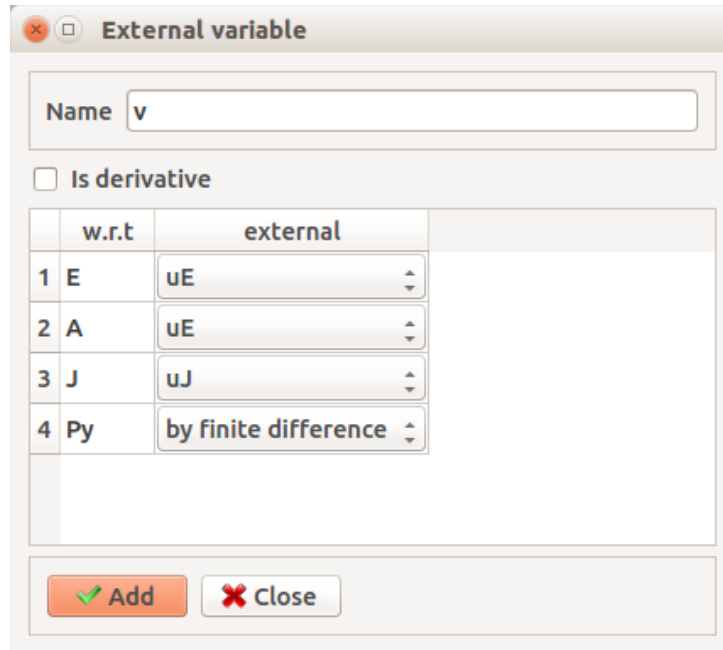 External variable
Name v
Is derivative
w.r.t external
1 E uE
2 A uE
3 J uJ
4 Py by finite difference
Add Close